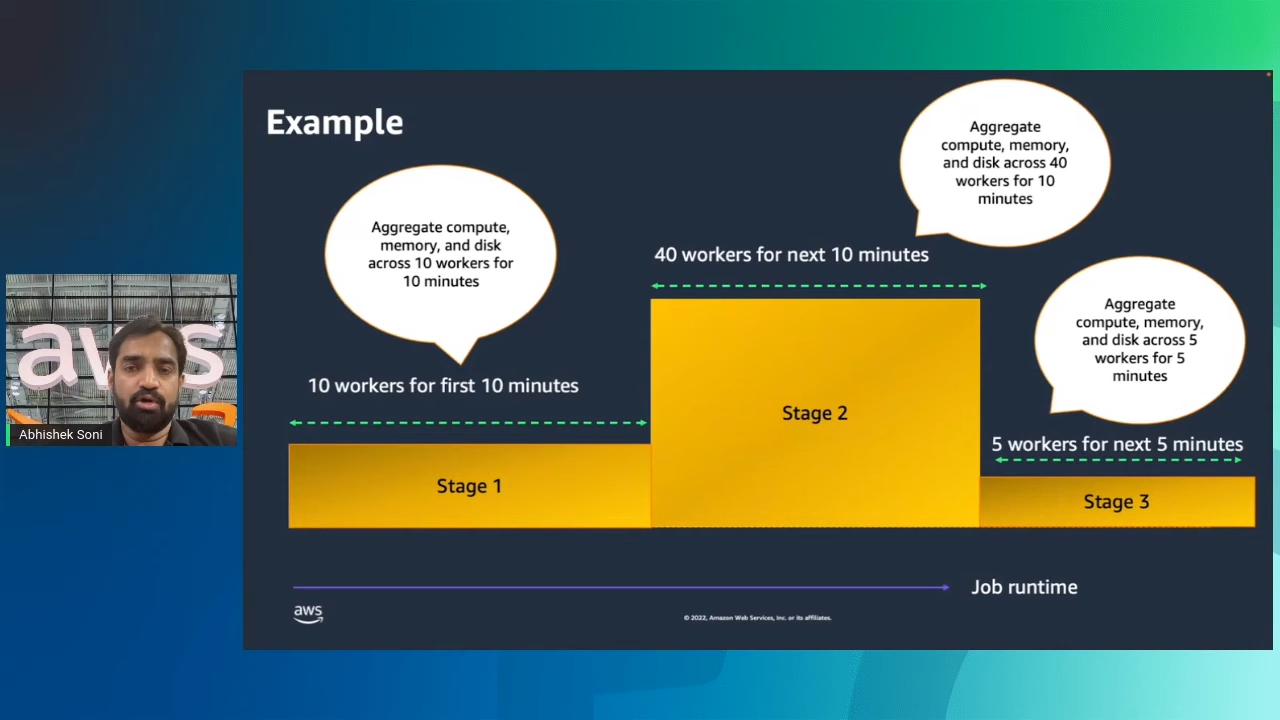 Example
Aggregate
compute, memory,
and disk across 40
workers for 10
minutes
Aggregate compute,
memory, and disk
across 10 workers for
10 minutes
40 workers for next 10 minutes
Aggregate
compute, memory,
and disk across 5
workers for 5
minutes
10 workers for first 10 minutes
5 workers for next 5 minutes
Stage 1
Stage 2
Stage 3
Job runtime
aws
© 2022, Amazon Web Services, Inc. or its affiliates.
aws
Abhishek Soni